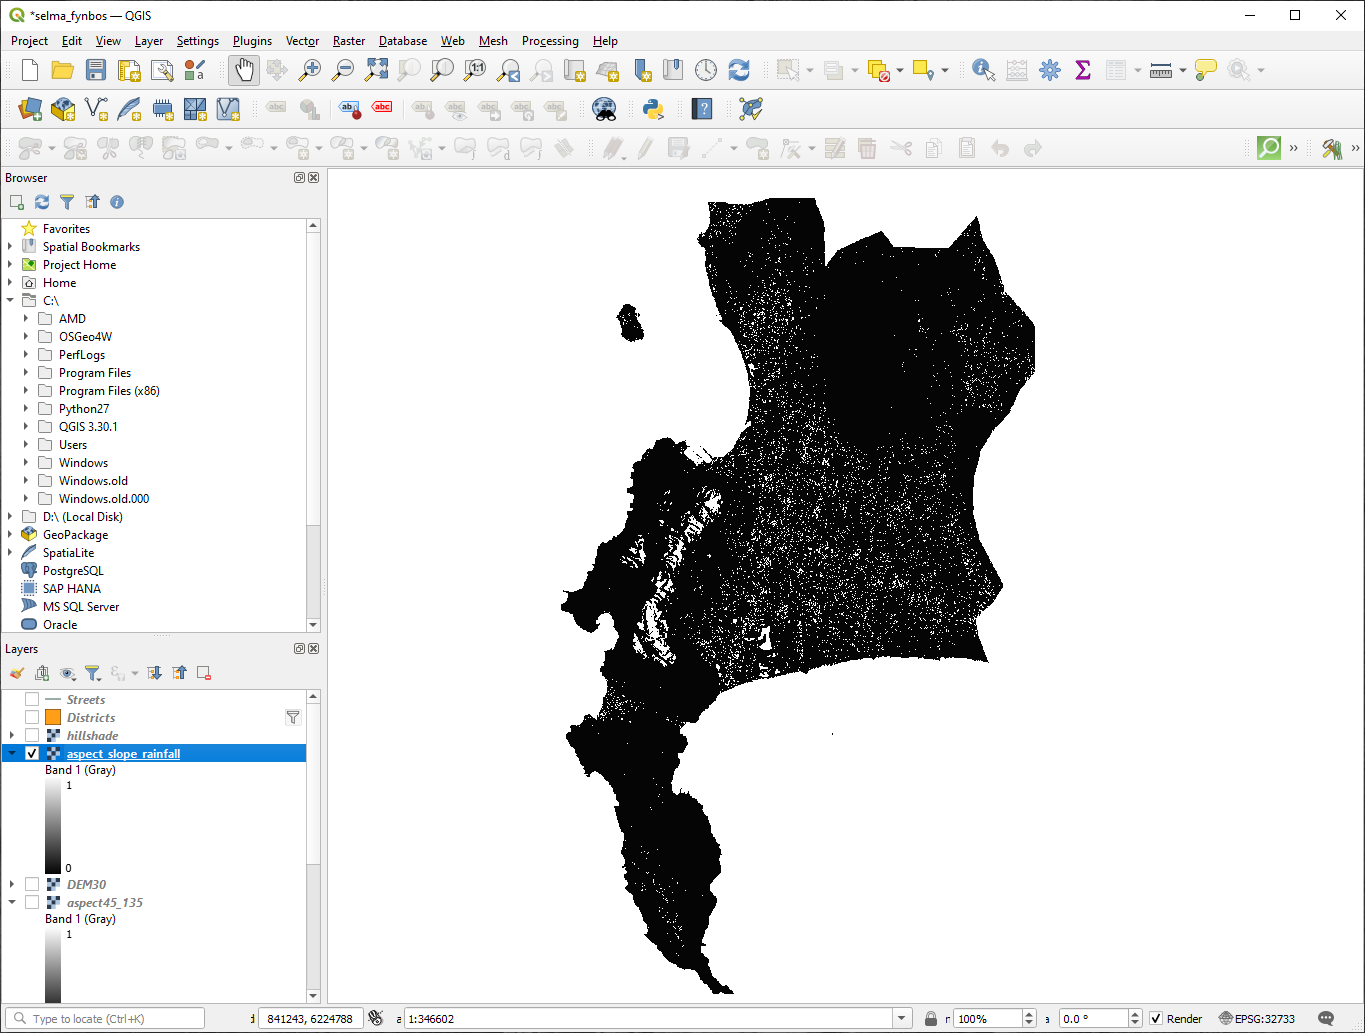 *selma_fynbos — QGIS
Project Edit View Layer Settings Plugins Vector Raster Database Web Mesh Processing Help
Browser
Favorites
Spatial Bookmarks
Project Home
Home
C:\
AMD
OSGeo4W
PerfLogs
Program Files
Program Files (x86)
Python27
QGIS 3.30.1
Users
Windows
Windows.old
Windows.old.000
D:\ (Local Disk)
GeoPackage
SpatiaLite
PostgreSQL
SAP HANA
MS SQL Server
Oracle
Layers
Streets
Districts
hillshade
aspect_slope_rainfall
Band 1 (Gray)
1
0
DEM30
aspect45_135
Band 1 (Gray)
1
Type to locate (Ctrl+K) 841243, 6224788 1:346602 100% 0.0 ° Render EPSG:32733